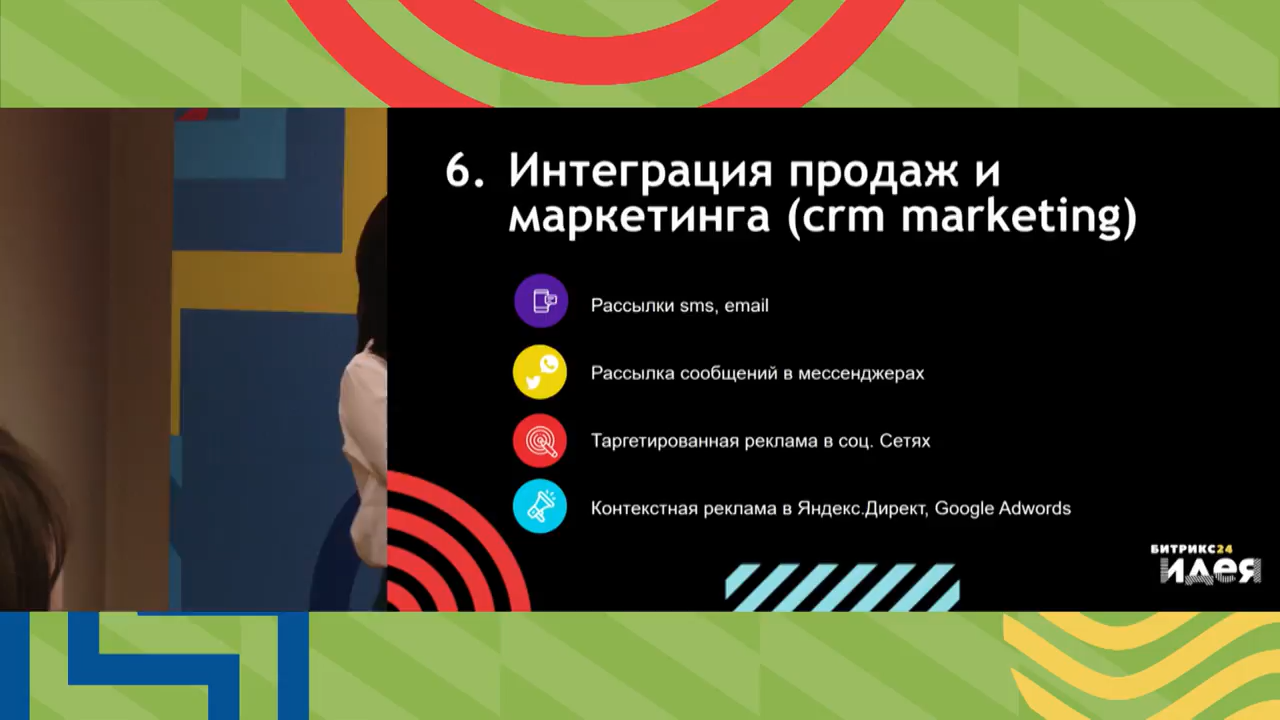 6. Интеграция продаж и
маркетинга (crm marketing)
Рассылки sms, email
Рассылка сообщений в мессенджерах
Таргетированная реклама в соц. Сетях
Контекстная реклама в Яндекс.Директ, Google Adwords
БИТРИКС24
идея